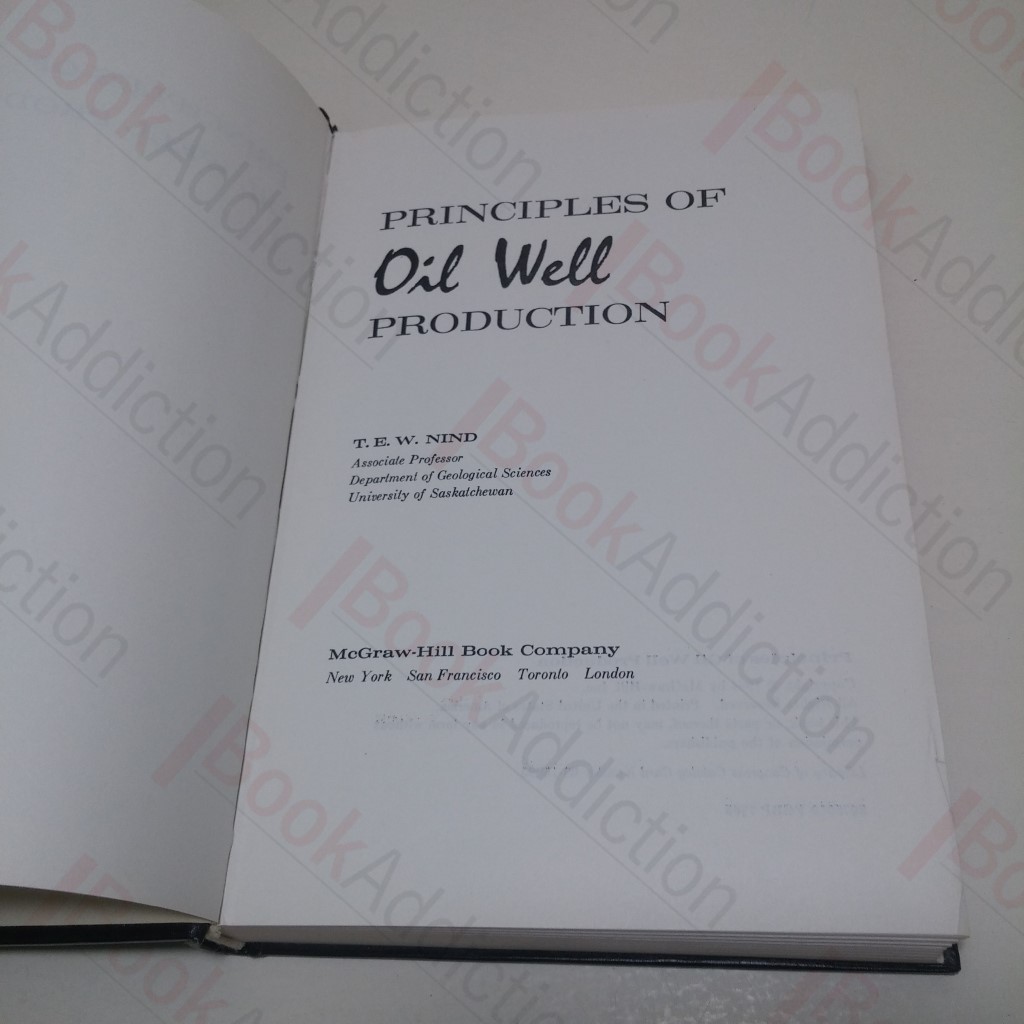 PRINCIPLES OF
Oil Well
PRODUCTION
T. E. W. NIND
Associate Professor
Department of Geological Sciences
University of Saskatchewan
McGraw-Hill Book Company
New York San Francisco Toronto London
BookAddiction